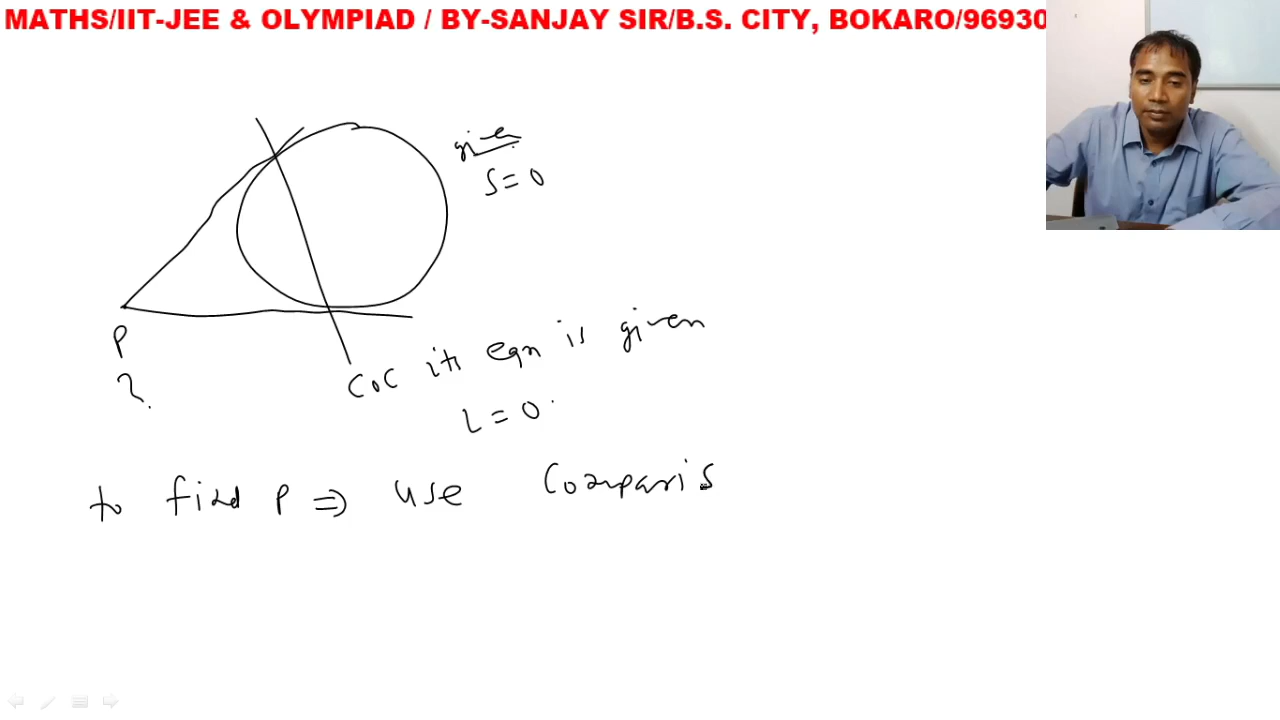 MATHS/IIT-JEE & OLYMPIAD / BY-SANJAY SIR/B.S. CITY, BOKARO/96930
given
S = 0
P
?
COC its eqn is given
L = 0
to find P ⇒ use Comparis